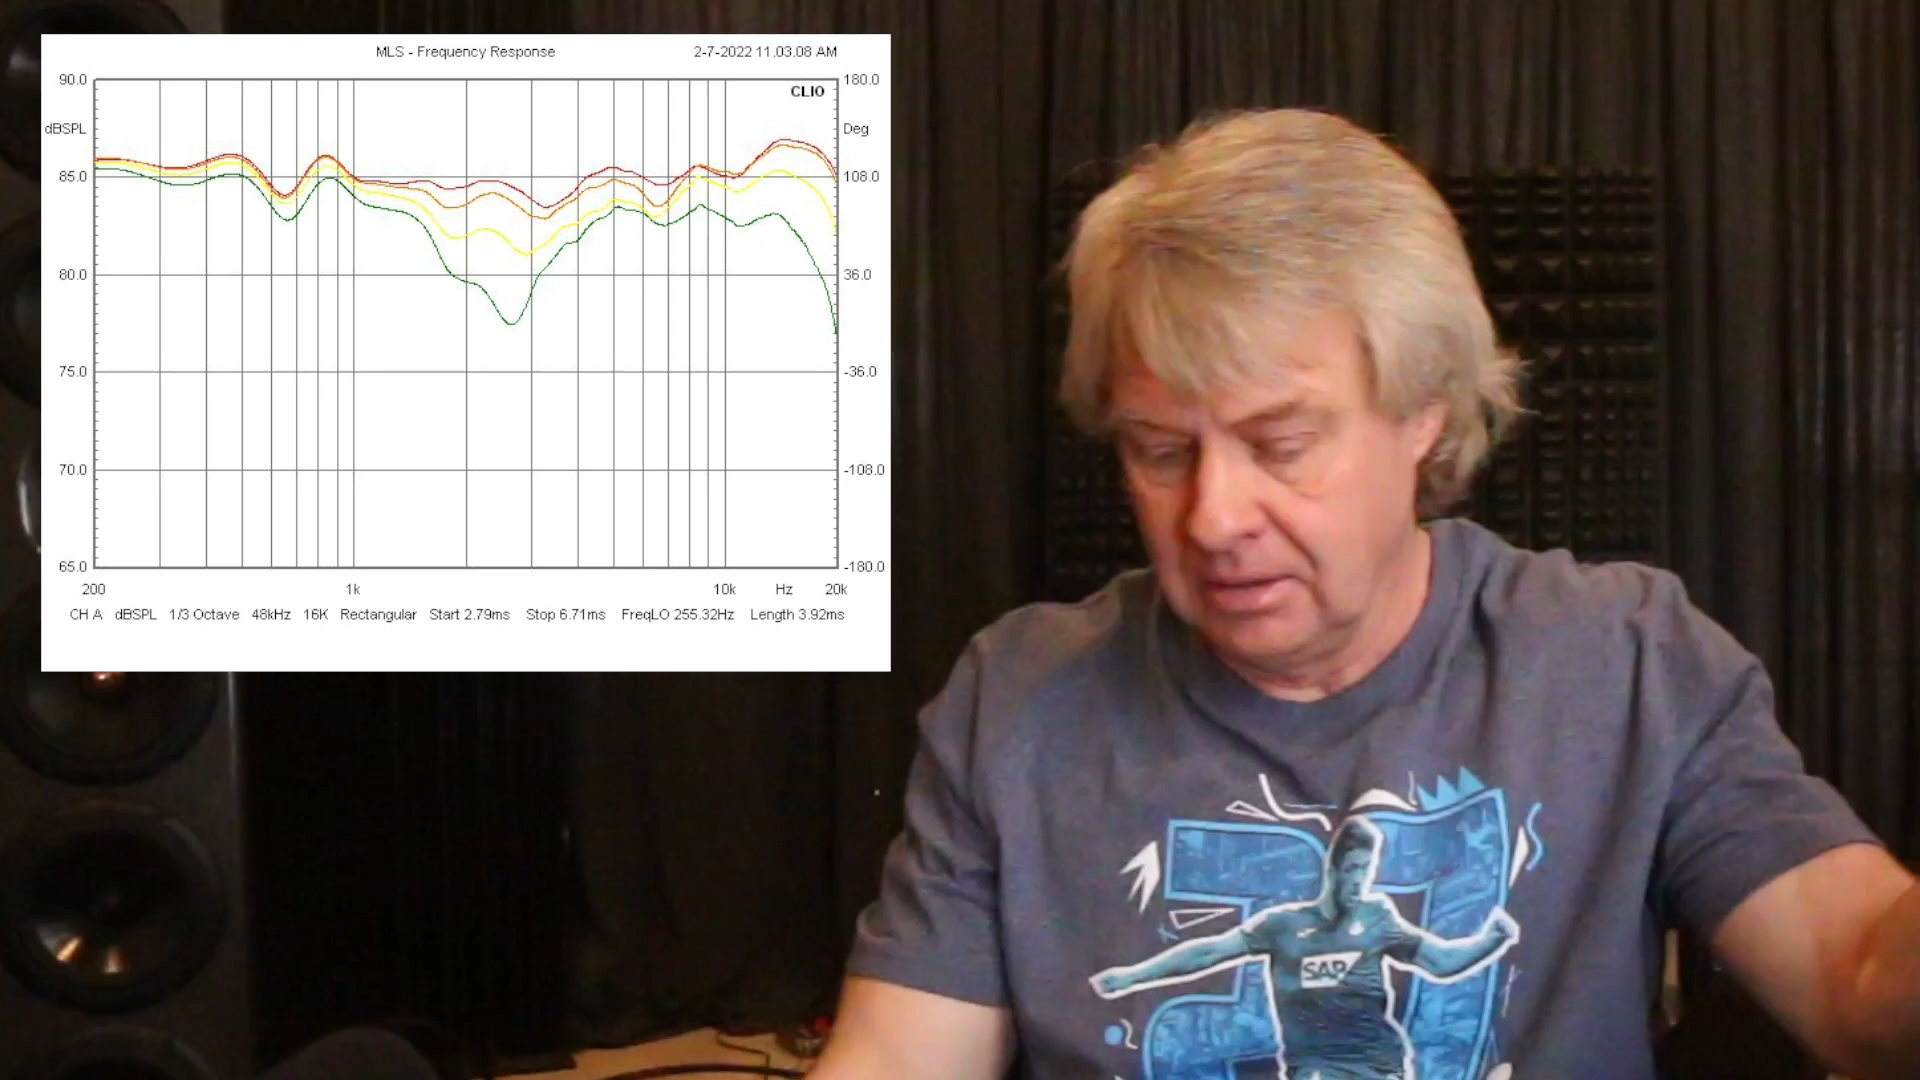 MLS - Frequency Response 2-7-2022 11.03.08 AM
90.0 180.0
CLIO
dBSPL Deg
85.0 108.0
80.0 36.0
75.0 -36.0
70.0 -108.0
65.0 -180.0
200 1k 10k Hz 20k
CH A dBSPL 1/3 Octave 48kHz 16K Rectangular Start 2.79ms Stop 6.71ms FreqLO 255.32Hz Length 3.92ms
SAP